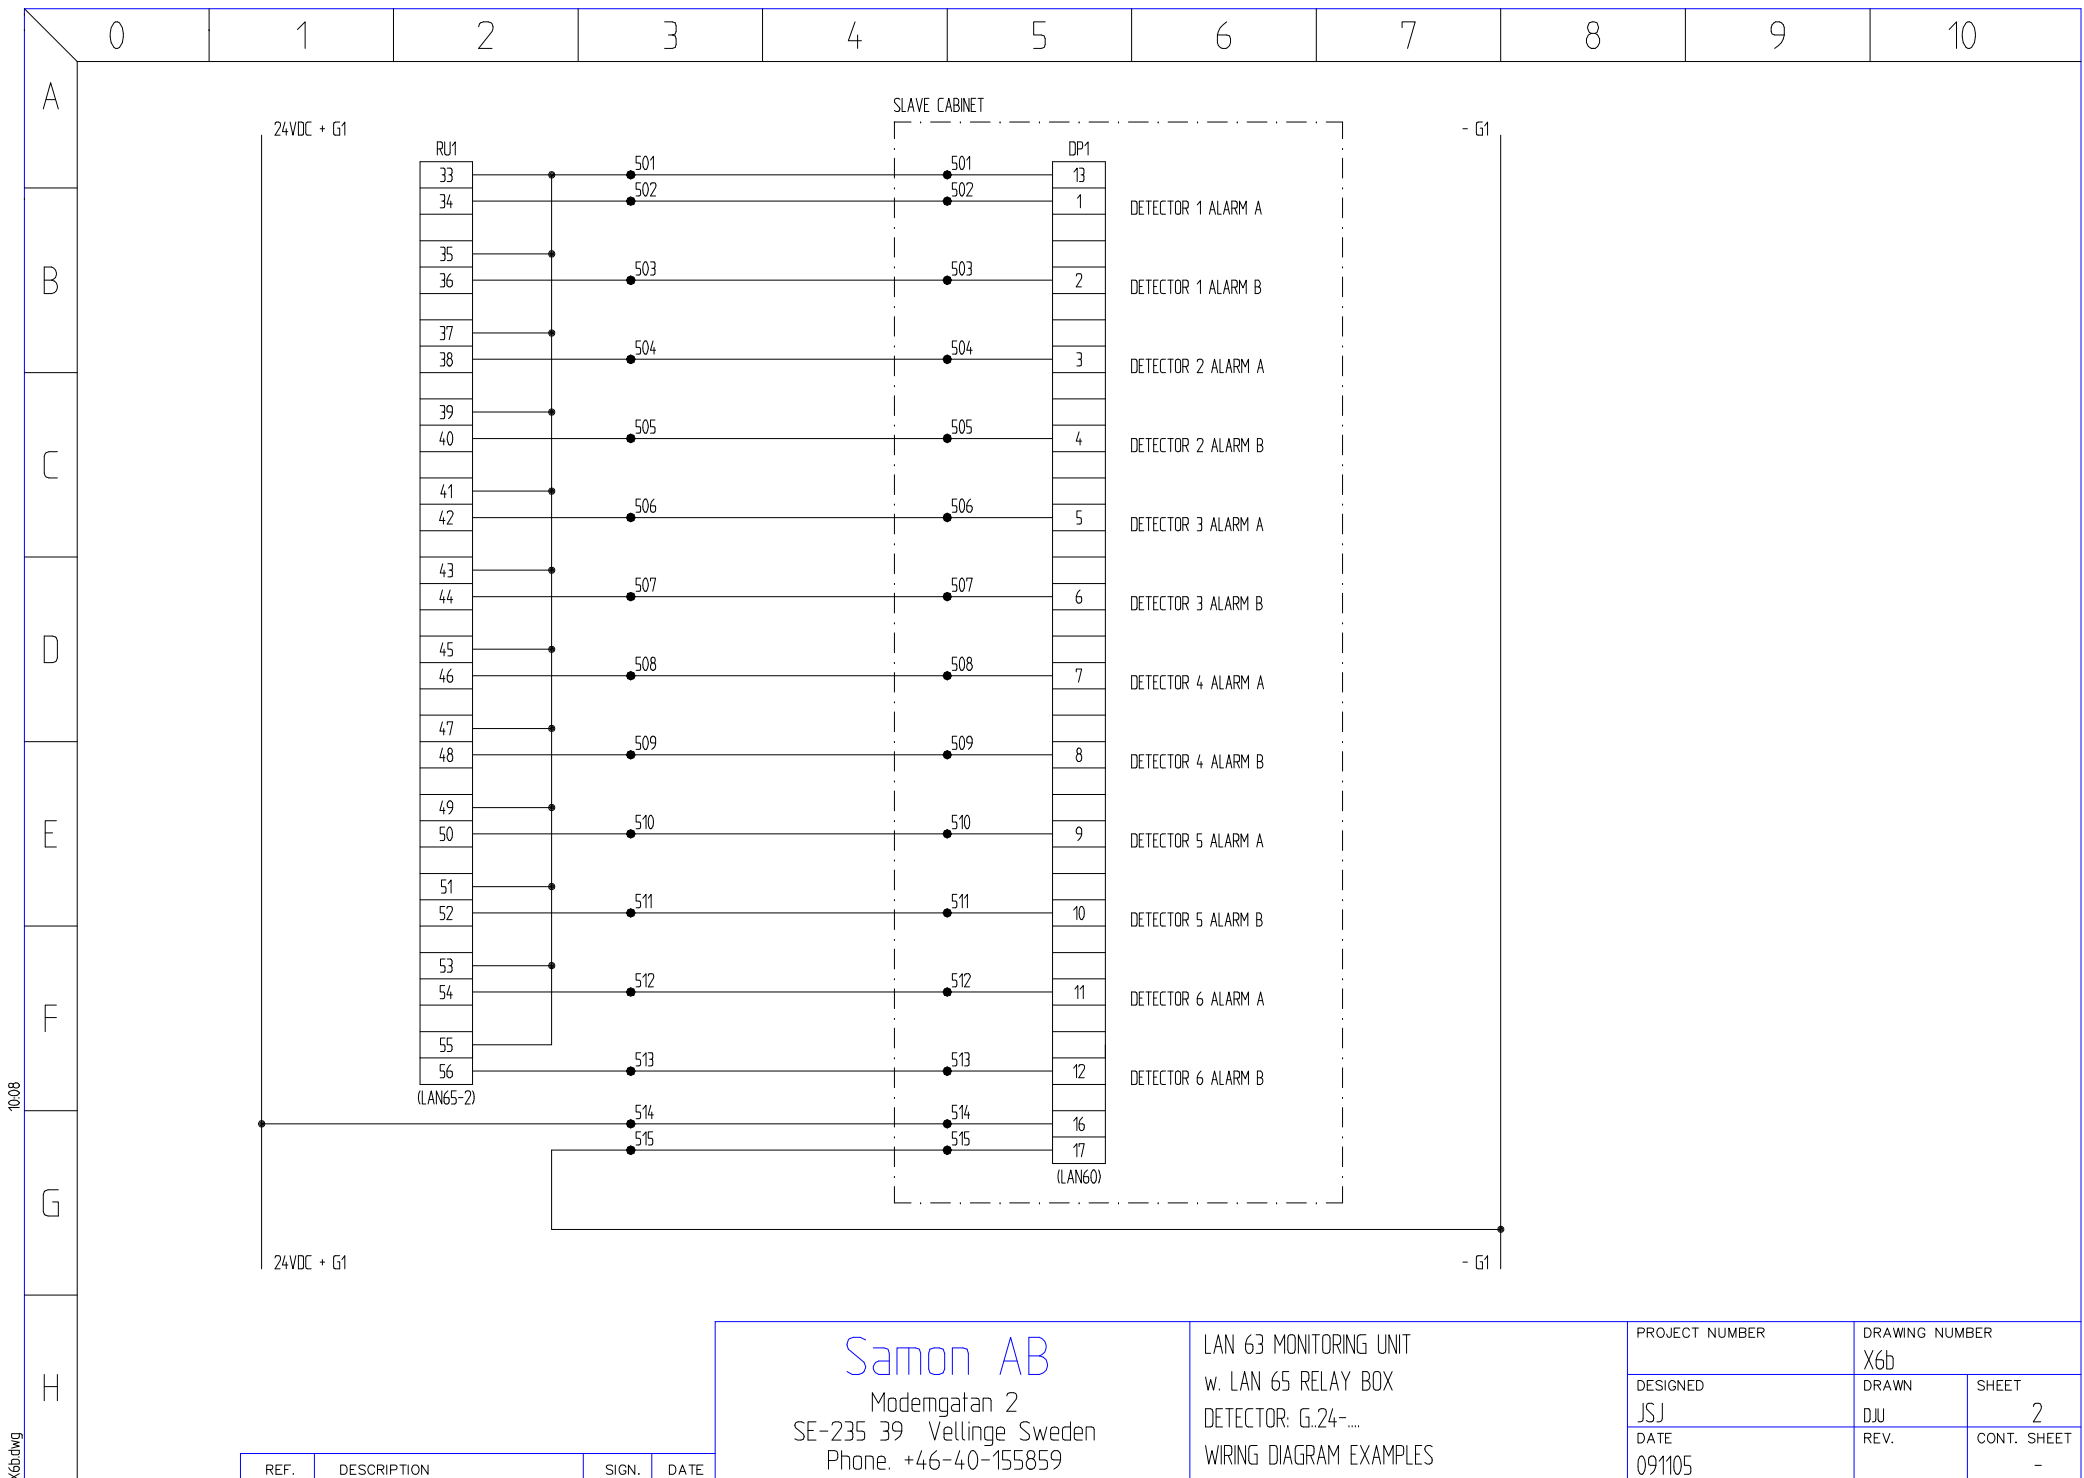 0 1 2 3 4 5 6 7 8 9 10
A
SLAVE CABINET
24VDC + G1
- G1
RU1
DP1
33 501 501 13
34 502 502 1
DETECTOR 1 ALARM A
35
B
36 503 503 2
DETECTOR 1 ALARM B
37
38 504 504 3
DETECTOR 2 ALARM A
39
40 505 505 4
DETECTOR 2 ALARM B
C
41
42 506 506 5
DETECTOR 3 ALARM A
43
44 507 507 6
DETECTOR 3 ALARM B
D
45
46 508 508 7
DETECTOR 4 ALARM A
47
48 509 509 8
DETECTOR 4 ALARM B
49
E
50 510 510 9
DETECTOR 5 ALARM A
51
52 511 511 10
DETECTOR 5 ALARM B
53
54 512 512 11
DETECTOR 6 ALARM A
F
55
56 513 513 12
DETECTOR 6 ALARM B
(LAN65-2)
514 514 16
515 515 17
(LAN60)
G
24VDC + G1
- G1
H
10:08
X6b.dwg
REF. DESCRIPTION SIGN. DATE
Samon AB
Modemgatan 2
SE-235 39 Vellinge Sweden
Phone. +46-40-155859
LAN 63 MONITORING UNIT
w. LAN 65 RELAY BOX
DETECTOR: G..24-....
WIRING DIAGRAM EXAMPLES
PROJECT NUMBER
DRAWING NUMBER
X6b
DESIGNED
JSJ
DRAWN
DJU
SHEET
2
DATE
091105
REV.
CONT. SHEET
-